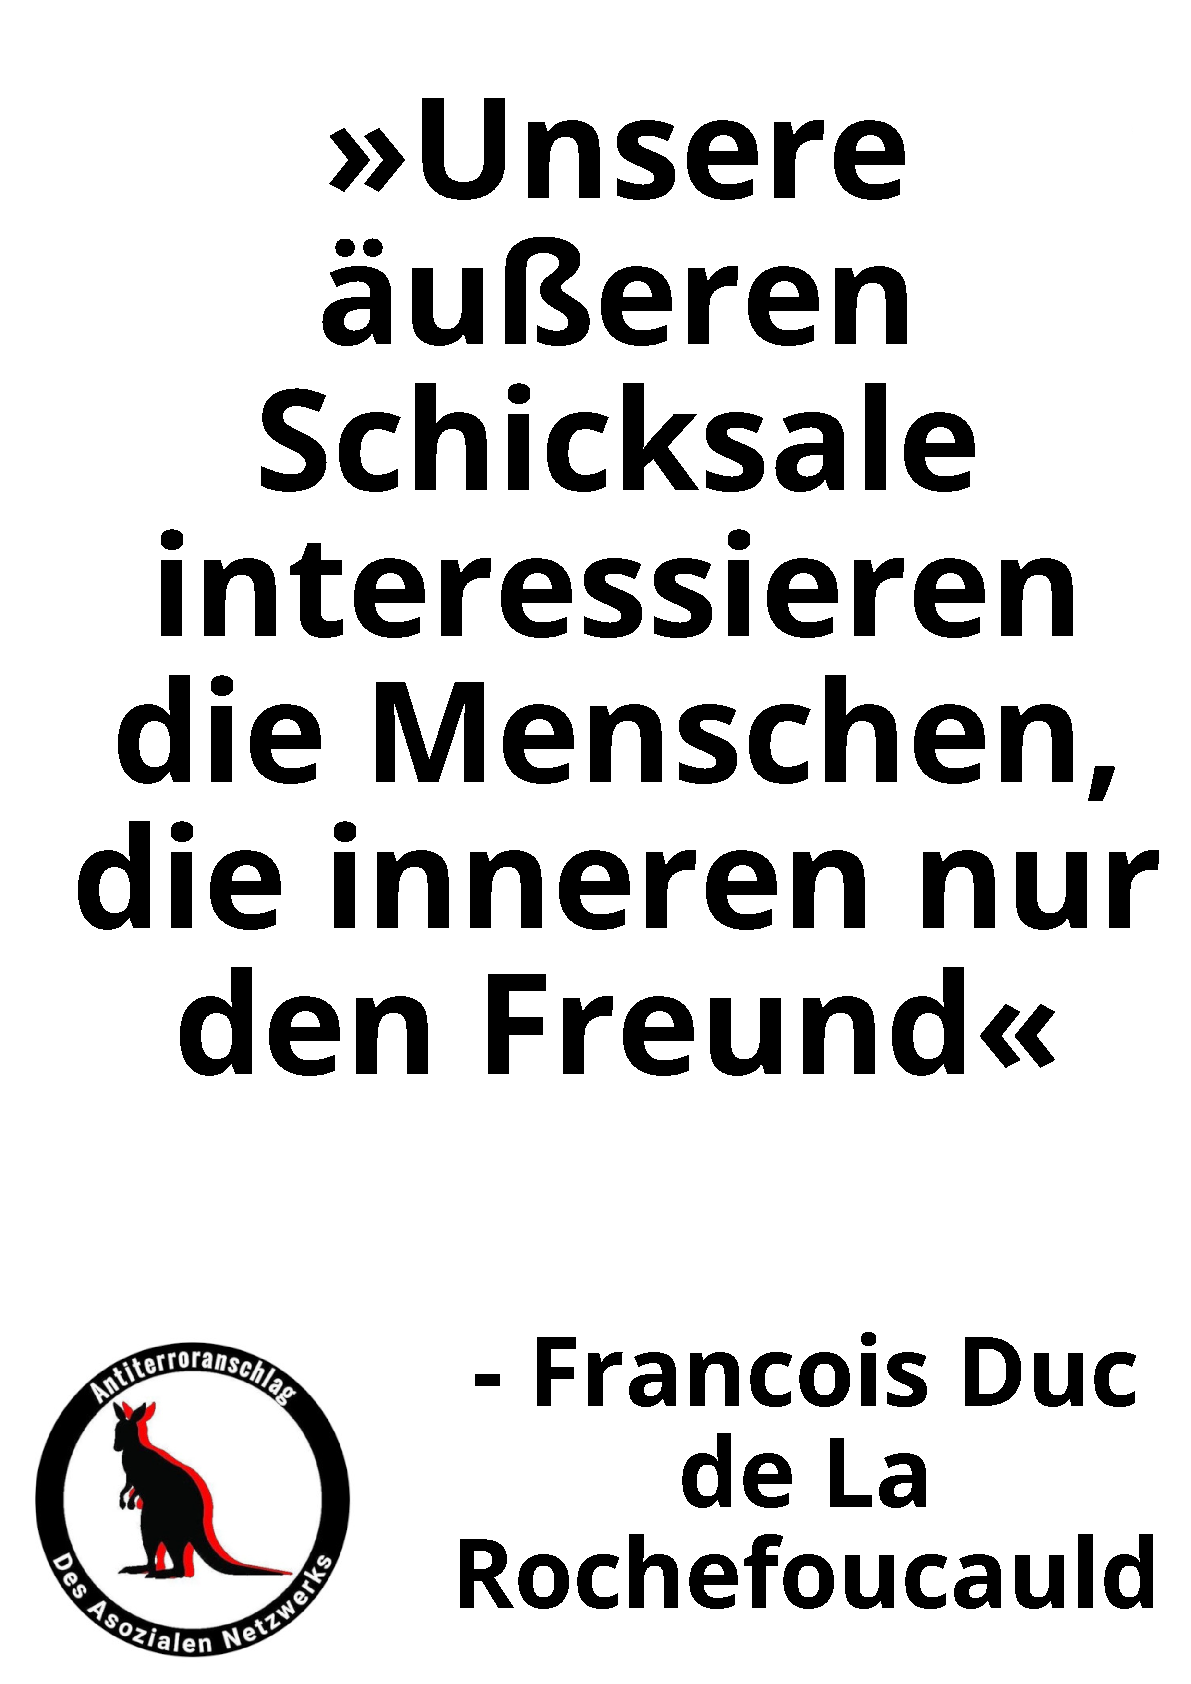 »Unsere
äußeren
Schicksale
interessieren
die Menschen,
die inneren nur
den Freund«
- Francois Duc
de La
Rochefoucauld
Antiterroranschlag
Des Asozialen Netzwerks